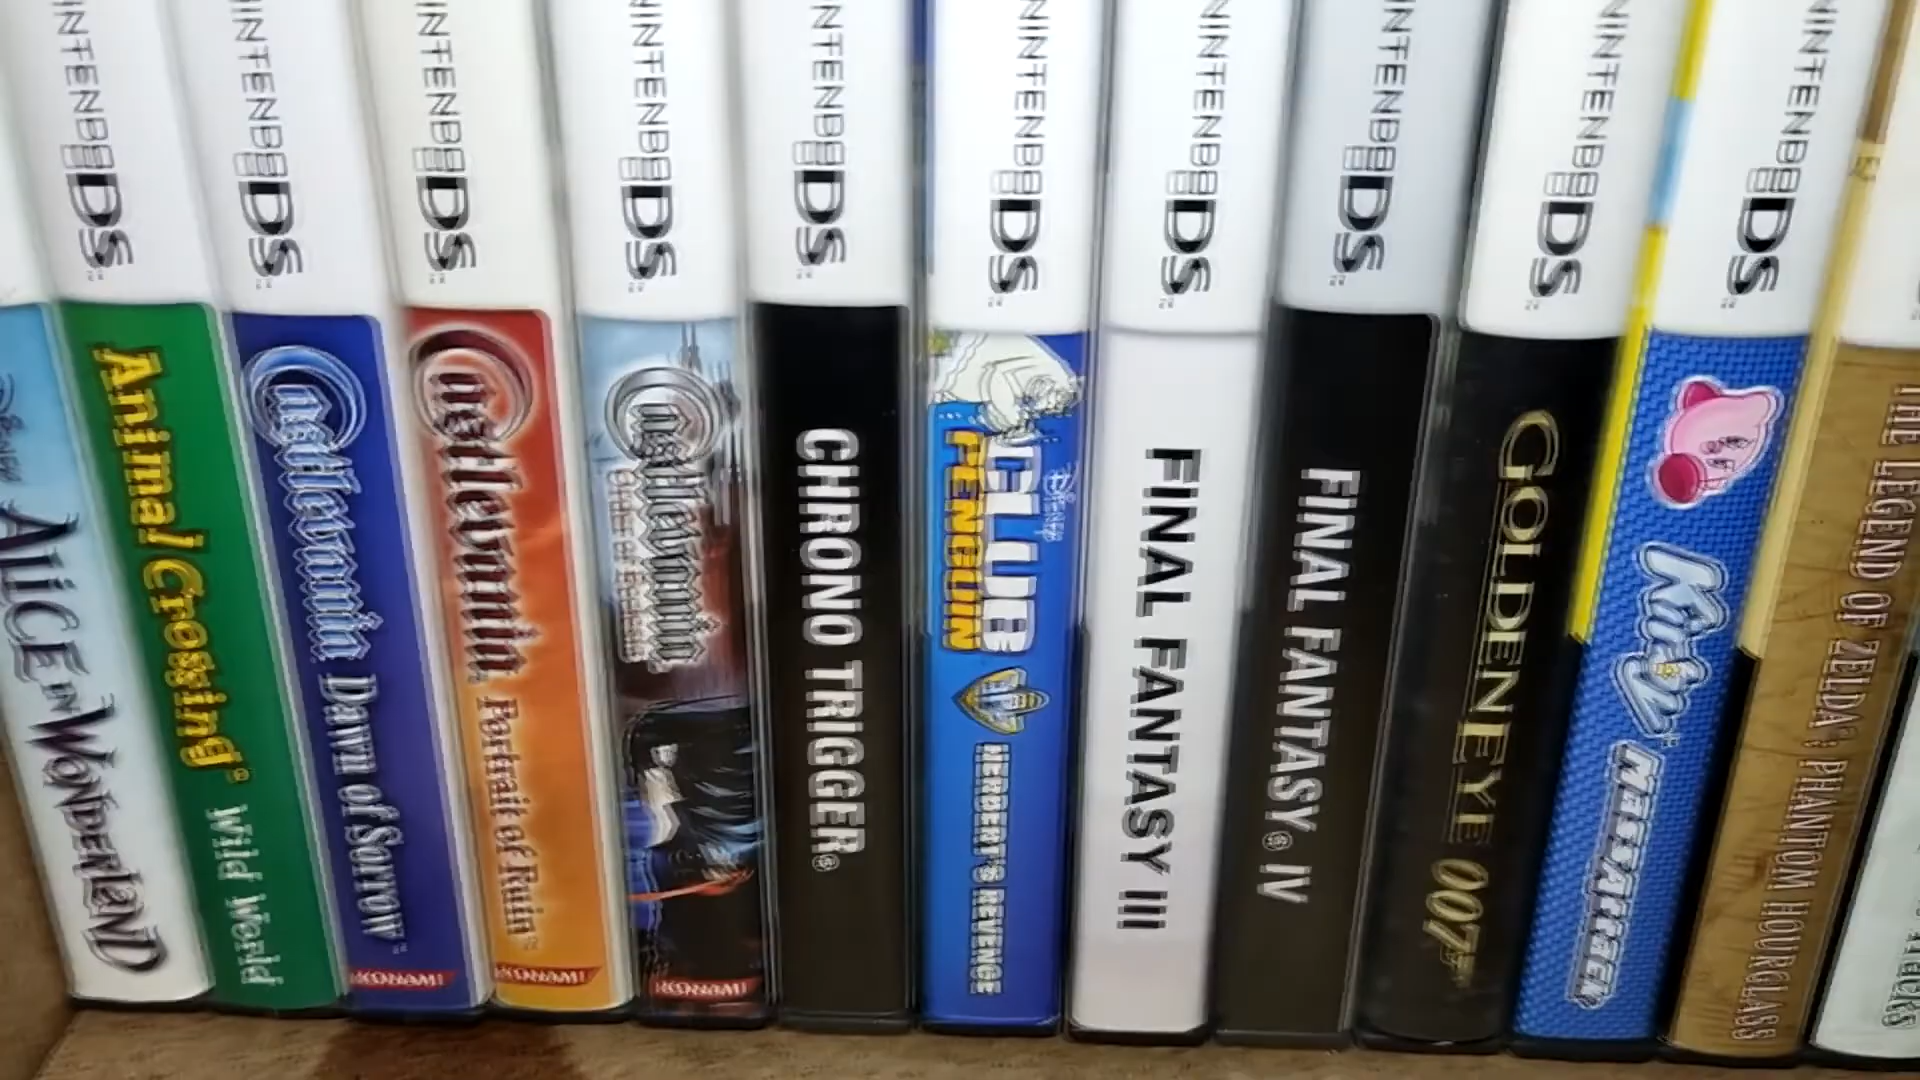 NINTENDO DS
Disney
ALICE IN WONDERLAND
NINTENDO DS
Animal Crossing Wild World
NINTENDO DS
Castlevania Dawn of Sorrow
KONAMI
NINTENDO DS
Castlevania Portrait of Ruin
KONAMI
NINTENDO DS
Castlevania
KONAMI
NINTENDO DS
CHRONO TRIGGER®
NINTENDO DS
Disney
CLUB
PENGUIN
HERBERT'S REVENGE
NINTENDO DS
FINAL FANTASY III
NINTENDO DS
FINAL FANTASY® IV
NINTENDO DS
GOLDENEYE 007
NINTENDO DS
Kirby MASS ATTACK
THE LEGEND OF ZELDA: PHANTOM HOURGLASS